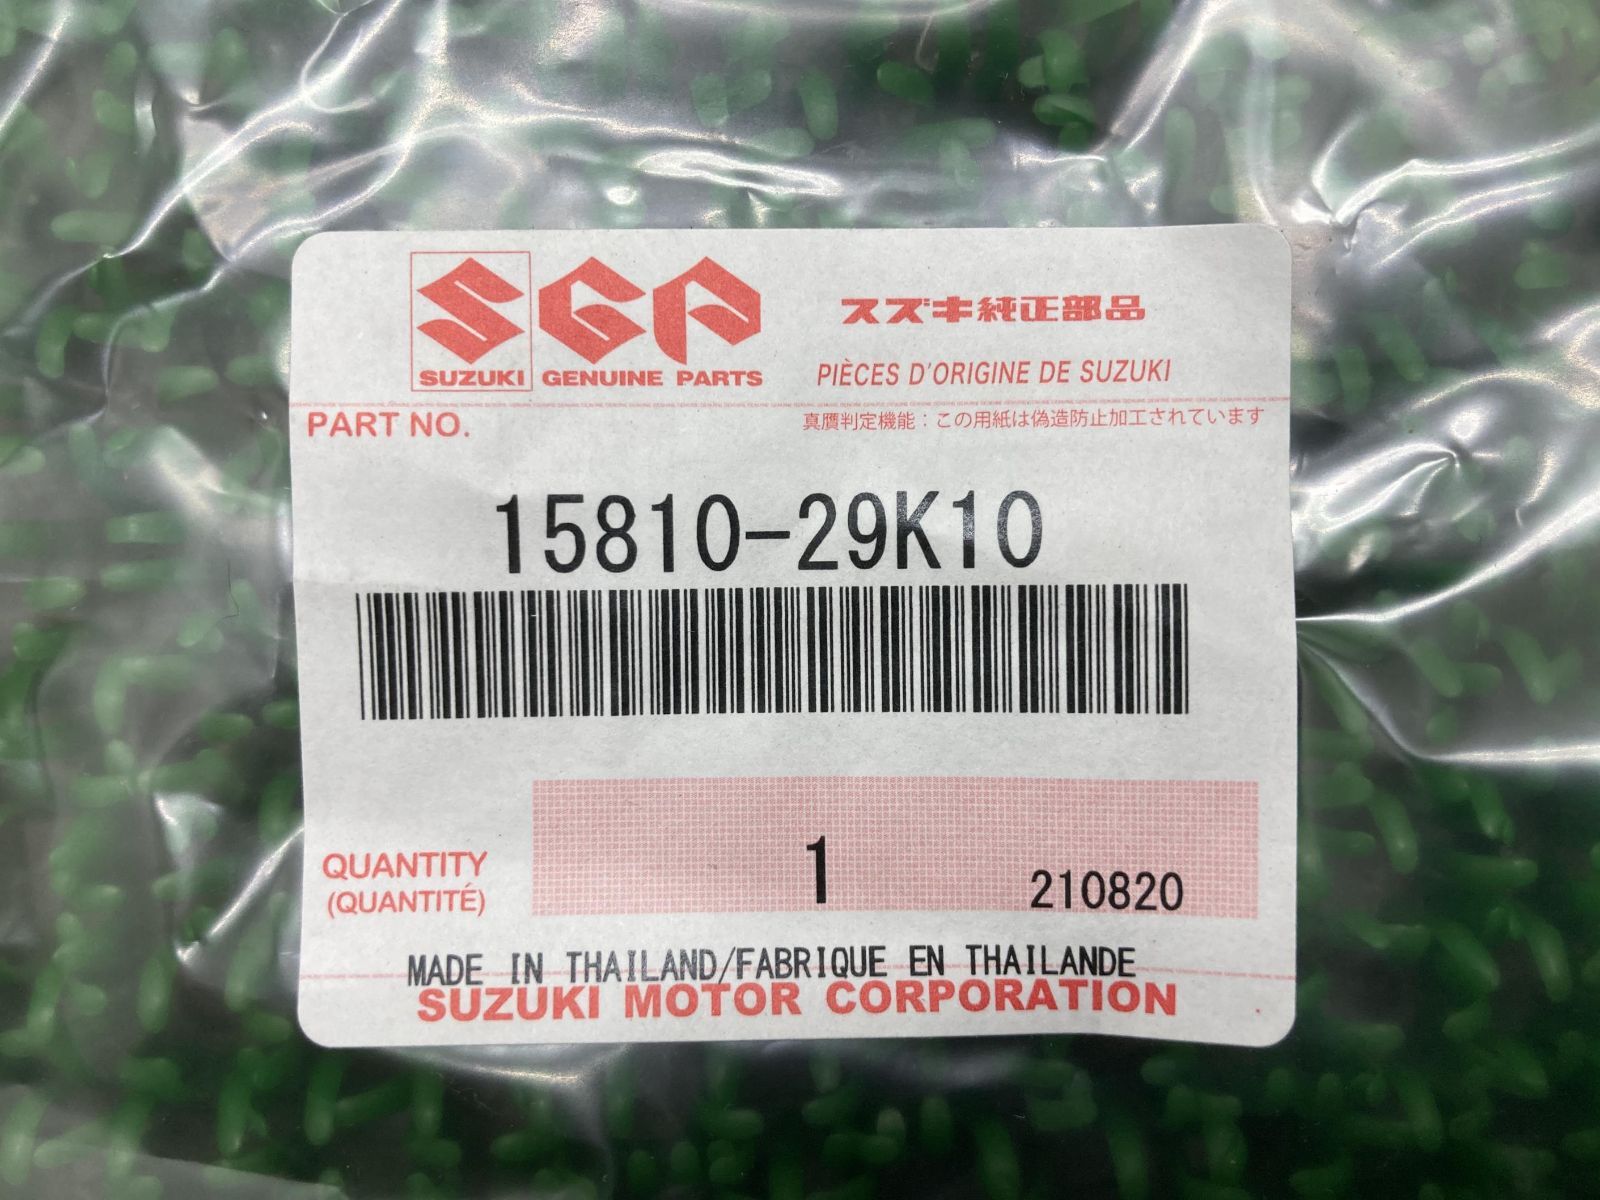 SGP
SUZUKI GENUINE PARTS
スズキ純正部品
PIÈCES D'ORIGINE DE SUZUKI
PART NO.
真贋判定機能：この用紙は偽造防止加工されています
15810-29K10
QUANTITY
(QUANTITÉ)
1
210820
MADE IN THAILAND/FABRIQUE EN THAILANDE
SUZUKI MOTOR CORPORATION